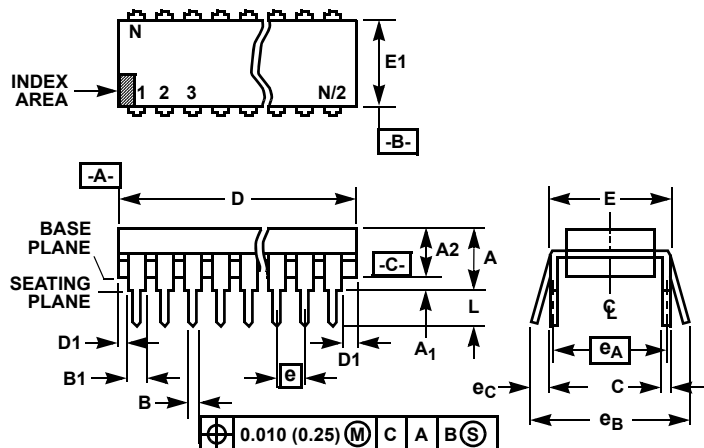 N
E1
INDEX
AREA
1 2 3 N/2
-B-
-A-
D
E
BASE
PLANE
A2
A
-C-
SEATING
PLANE
L
CL
D1
D1
A1
eA
B1
e
eC
C
B
eB
0.010 (0.25) M C A B S